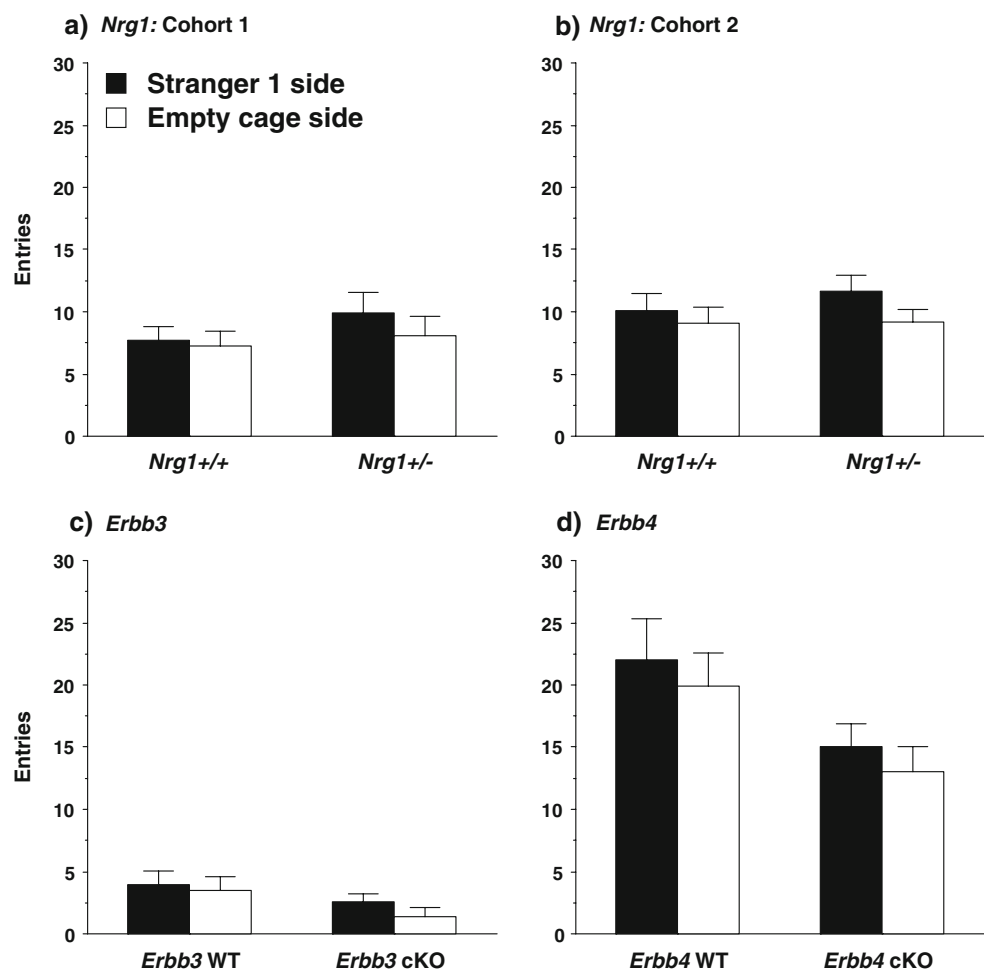 a) Nrg1: Cohort 1
b) Nrg1: Cohort 2
Stranger 1 side
Empty cage side
Entries
30
25
20
15
10
5
0
Nrg1+/+ Nrg1+/-
30
25
20
15
10
5
0
Nrg1+/+ Nrg1+/-
c) Erbb3
d) Erbb4
Entries
30
25
20
15
10
5
0
Erbb3 WT Erbb3 cKO
30
25
20
15
10
5
0
Erbb4 WT Erbb4 cKO